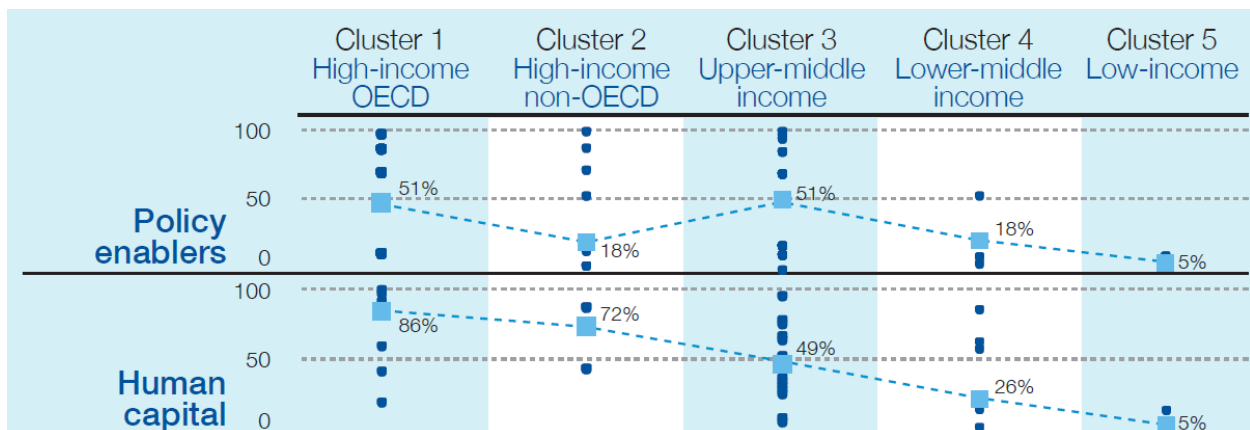 Cluster 1
High-income
OECD
Cluster 2
High-income
non-OECD
Cluster 3
Upper-middle
income
Cluster 4
Lower-middle
income
Cluster 5
Low-income
Policy
enablers
100
50
0
51%
18%
51%
18%
5%
Human
capital
100
50
0
86%
72%
49%
26%
5%